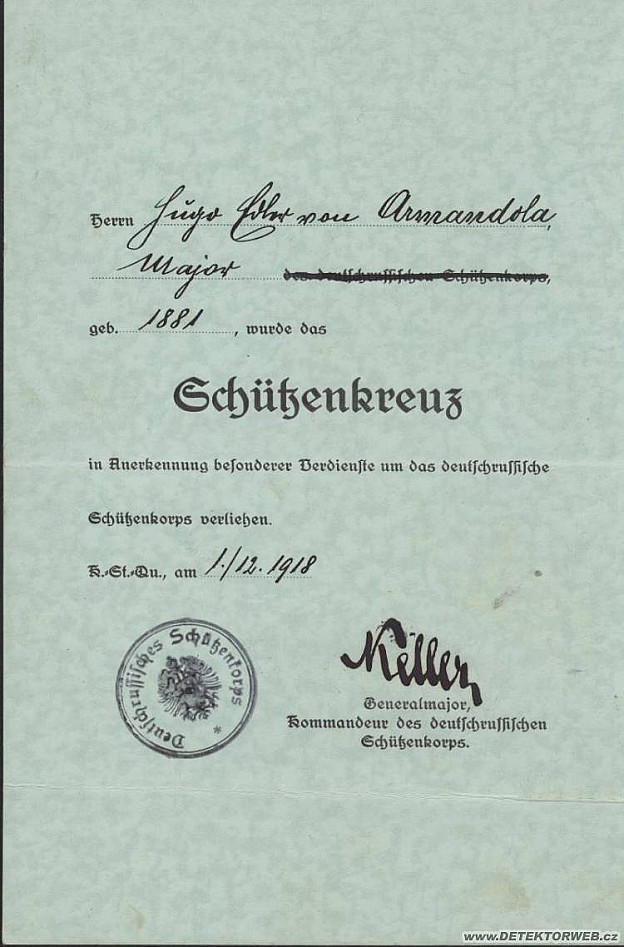 Herrn Hugo Edler von Armandola,
Major des deutschrussischen Schützenkorps,
geb. 1881, wurde das
Schützenkreuz
in Anerkennung besonderer Verdienste um das deutschrussische
Schützenkorps verliehen.
K.-St.-Qu., am 1./12. 1918
Deutschrussisches Schützenkorps *
Keller
Generalmajor,
Kommandeur des deutschrussischen
Schützenkorps.
www.DETEKTORWEB.cz